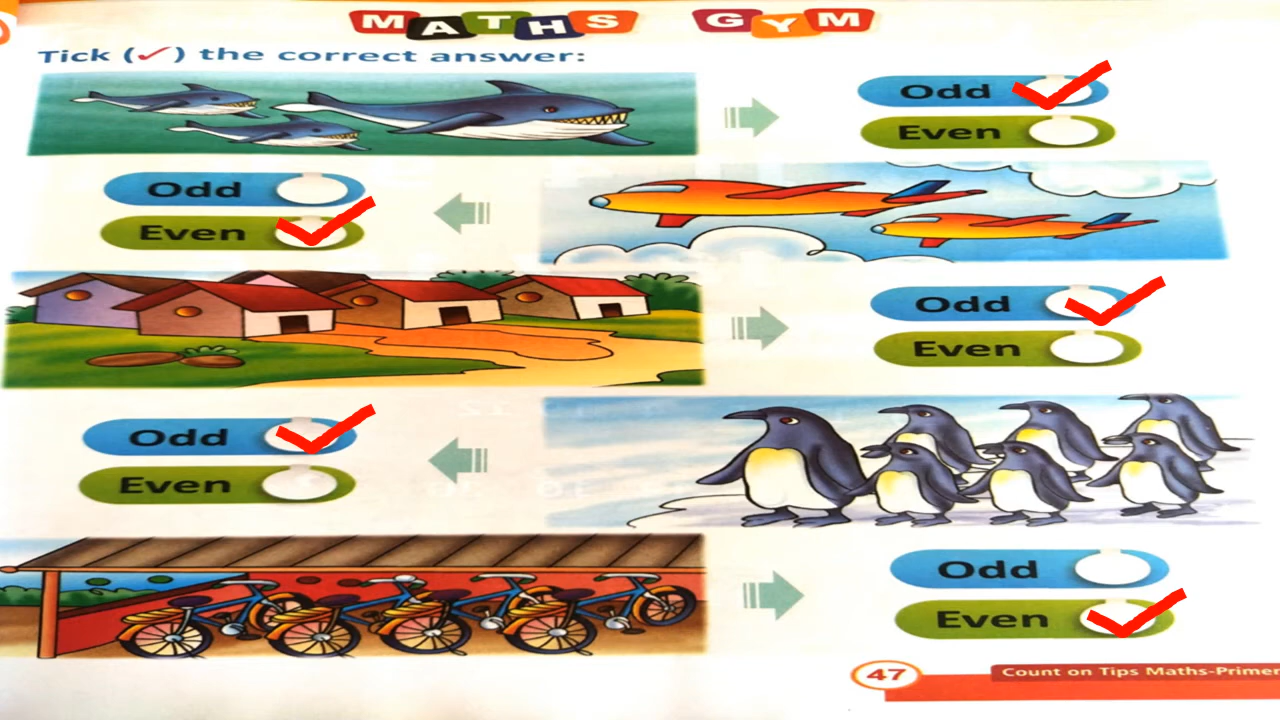 MATHS GYM
Tick (✓) the correct answer:
Odd
Even
Odd
Even
Odd
Even
Odd
Even
Odd
Even
47
Count on Tips Maths-Primer